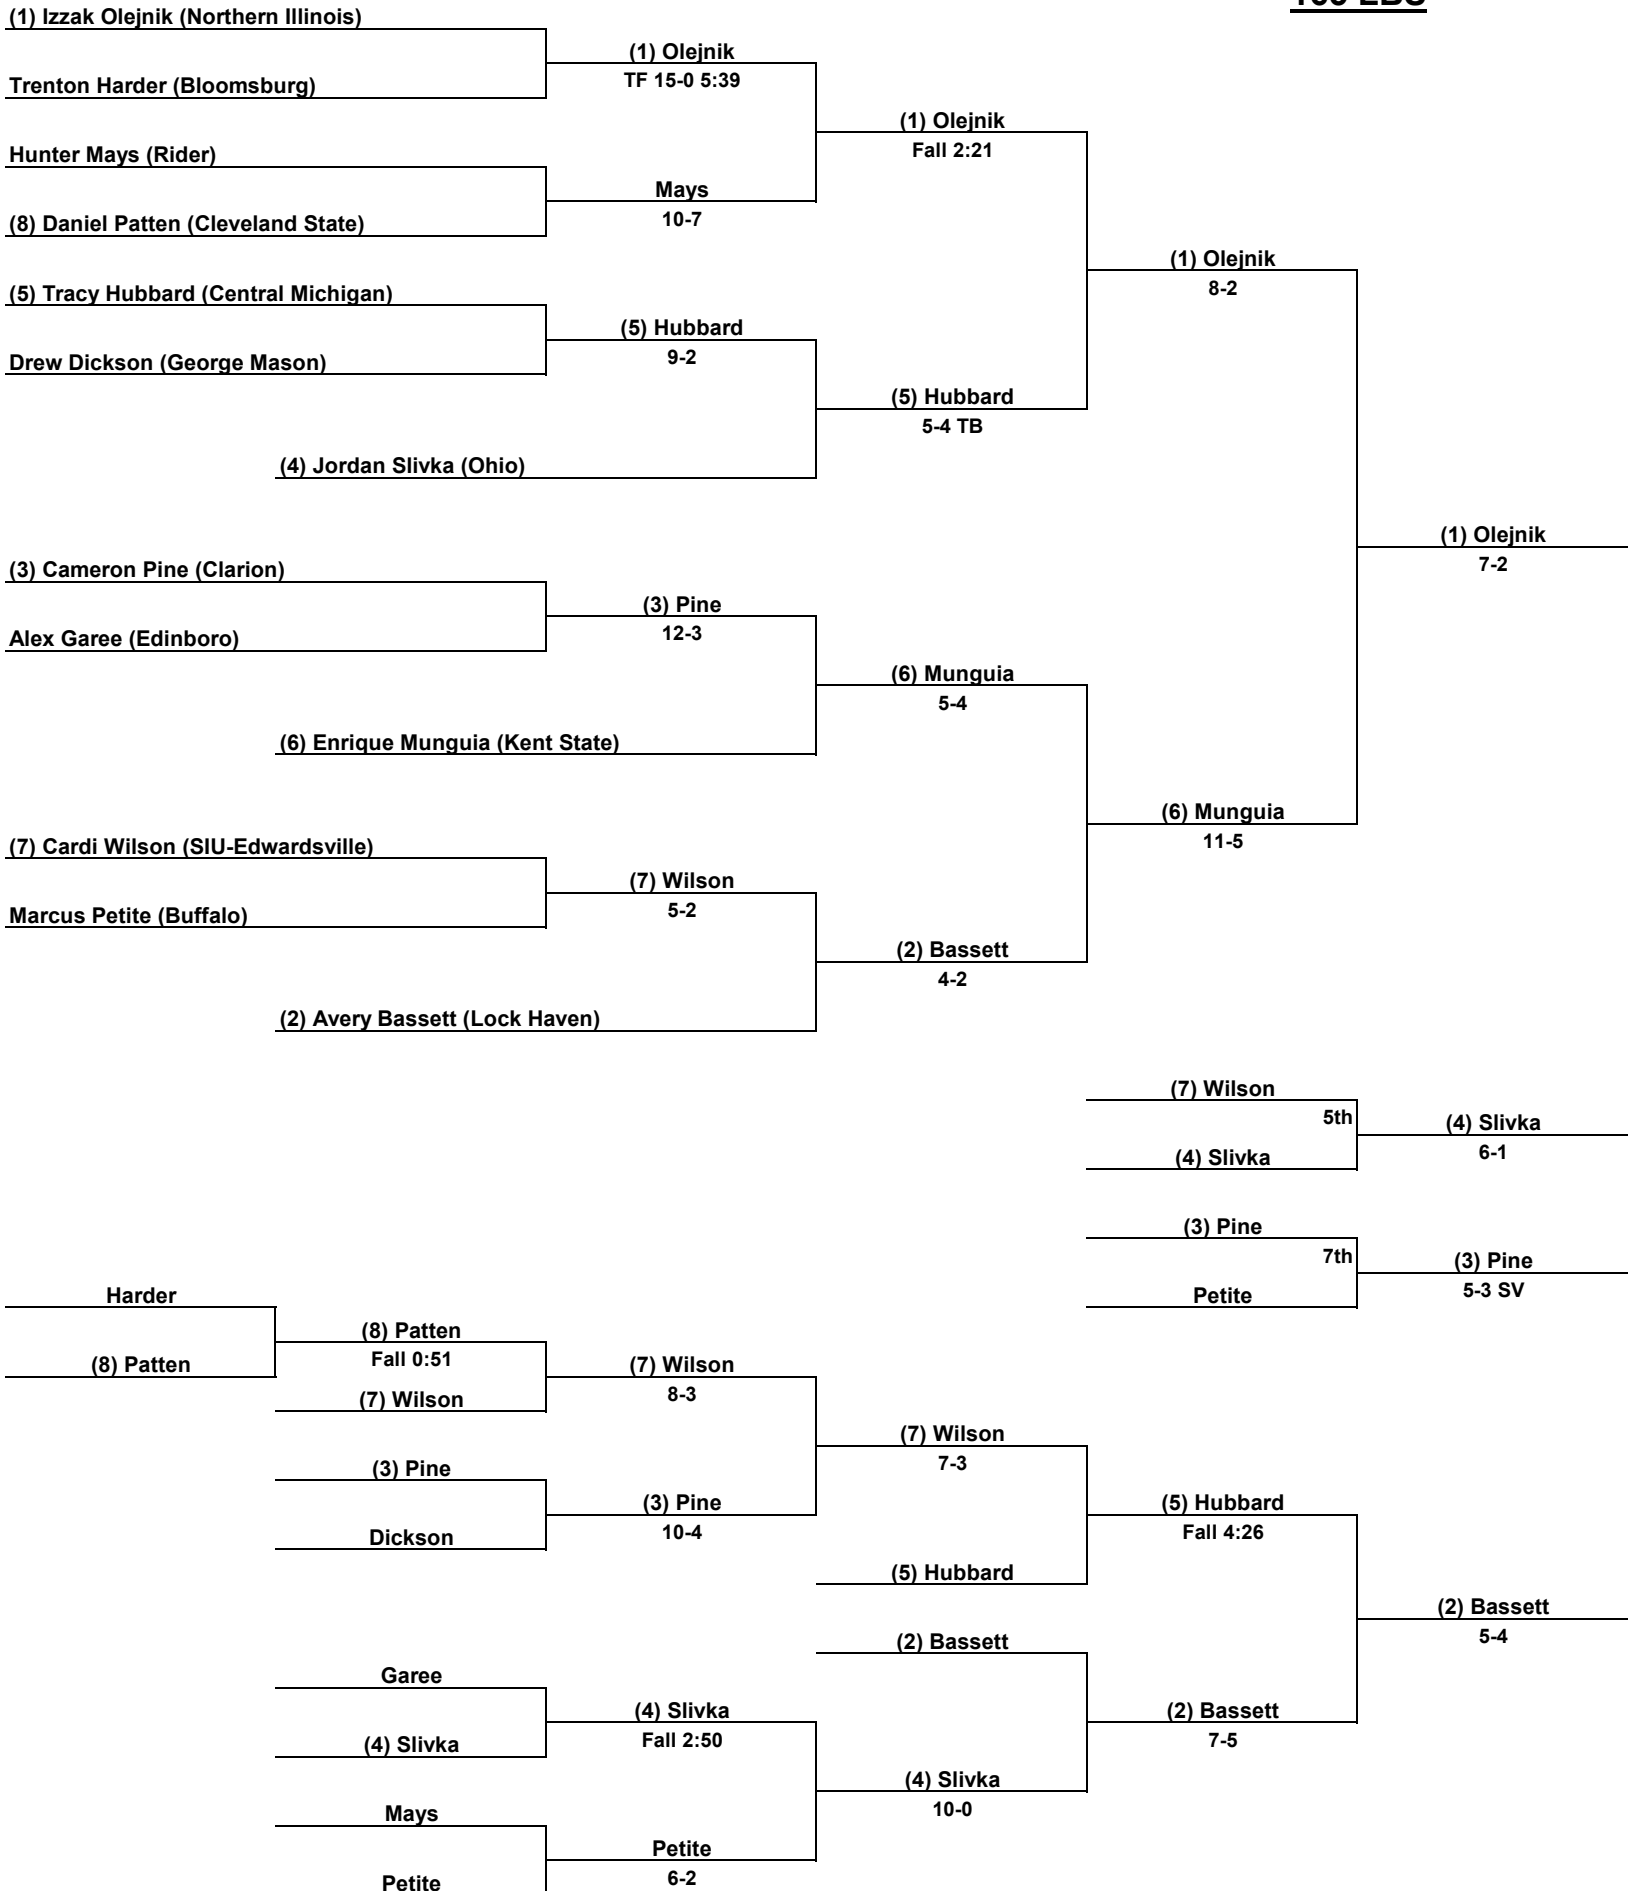 (1) Izzak Olejnik (Northern Illinois)
(1) Olejnik
TF 15-0 5:39
Trenton Harder (Bloomsburg)
(1) Olejnik
Fall 2:21
Hunter Mays (Rider)
Mays
10-7
(8) Daniel Patten (Cleveland State)
(1) Olejnik
8-2
(5) Tracy Hubbard (Central Michigan)
(5) Hubbard
9-2
Drew Dickson (George Mason)
(5) Hubbard
5-4 TB
(4) Jordan Slivka (Ohio)
(1) Olejnik
7-2
(3) Cameron Pine (Clarion)
(3) Pine
12-3
Alex Garee (Edinboro)
(6) Munguia
5-4
(6) Enrique Munguia (Kent State)
(6) Munguia
11-5
(7) Cardi Wilson (SIU-Edwardsville)
(7) Wilson
5-2
Marcus Petite (Buffalo)
(2) Bassett
4-2
(2) Avery Bassett (Lock Haven)
(7) Wilson
5th
(4) Slivka
6-1
(4) Slivka
(3) Pine
7th
(3) Pine
5-3 SV
Petite
Harder
(8) Patten
Fall 0:51
(8) Patten
(7) Wilson
8-3
(7) Wilson
(7) Wilson
7-3
(3) Pine
(3) Pine
10-4
Dickson
(5) Hubbard
Fall 4:26
(5) Hubbard
(2) Bassett
5-4
(2) Bassett
Garee
(4) Slivka
Fall 2:50
(4) Slivka
(2) Bassett
7-5
(4) Slivka
10-0
Mays
Petite
6-2
Petite